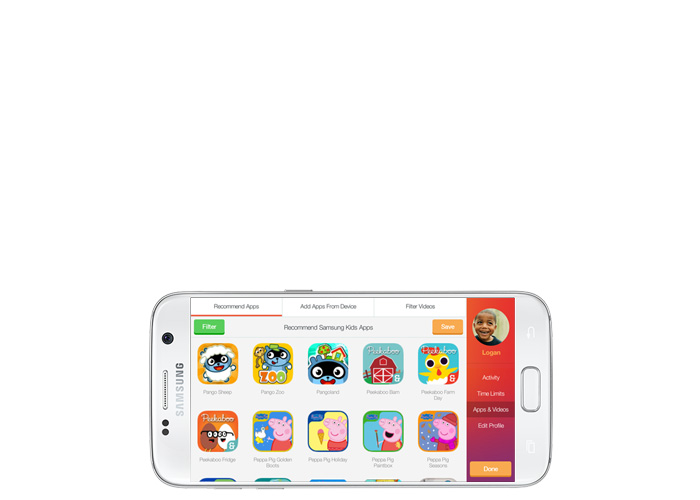 Recommend Apps
Add Apps From Device
Filter Videos
Filter
Recommend Samsung Kids Apps
Save
Pango Sheep
Pango Zoo
Pangoland
Peekaboo Barn
Peekaboo Farm
Day
Peekaboo Fridge
Peppa Pig Golden
Boots
Peppa Pig Holiday
Peppa Pig
Paintbox
Peppa Pig
Seasons
ZOO
Peekaboo
Peekaboo
Peekaboo
&
&
&
Logan
Activity
Time Limits
Apps & Videos
Edit Profile
Done
SAMSUNG